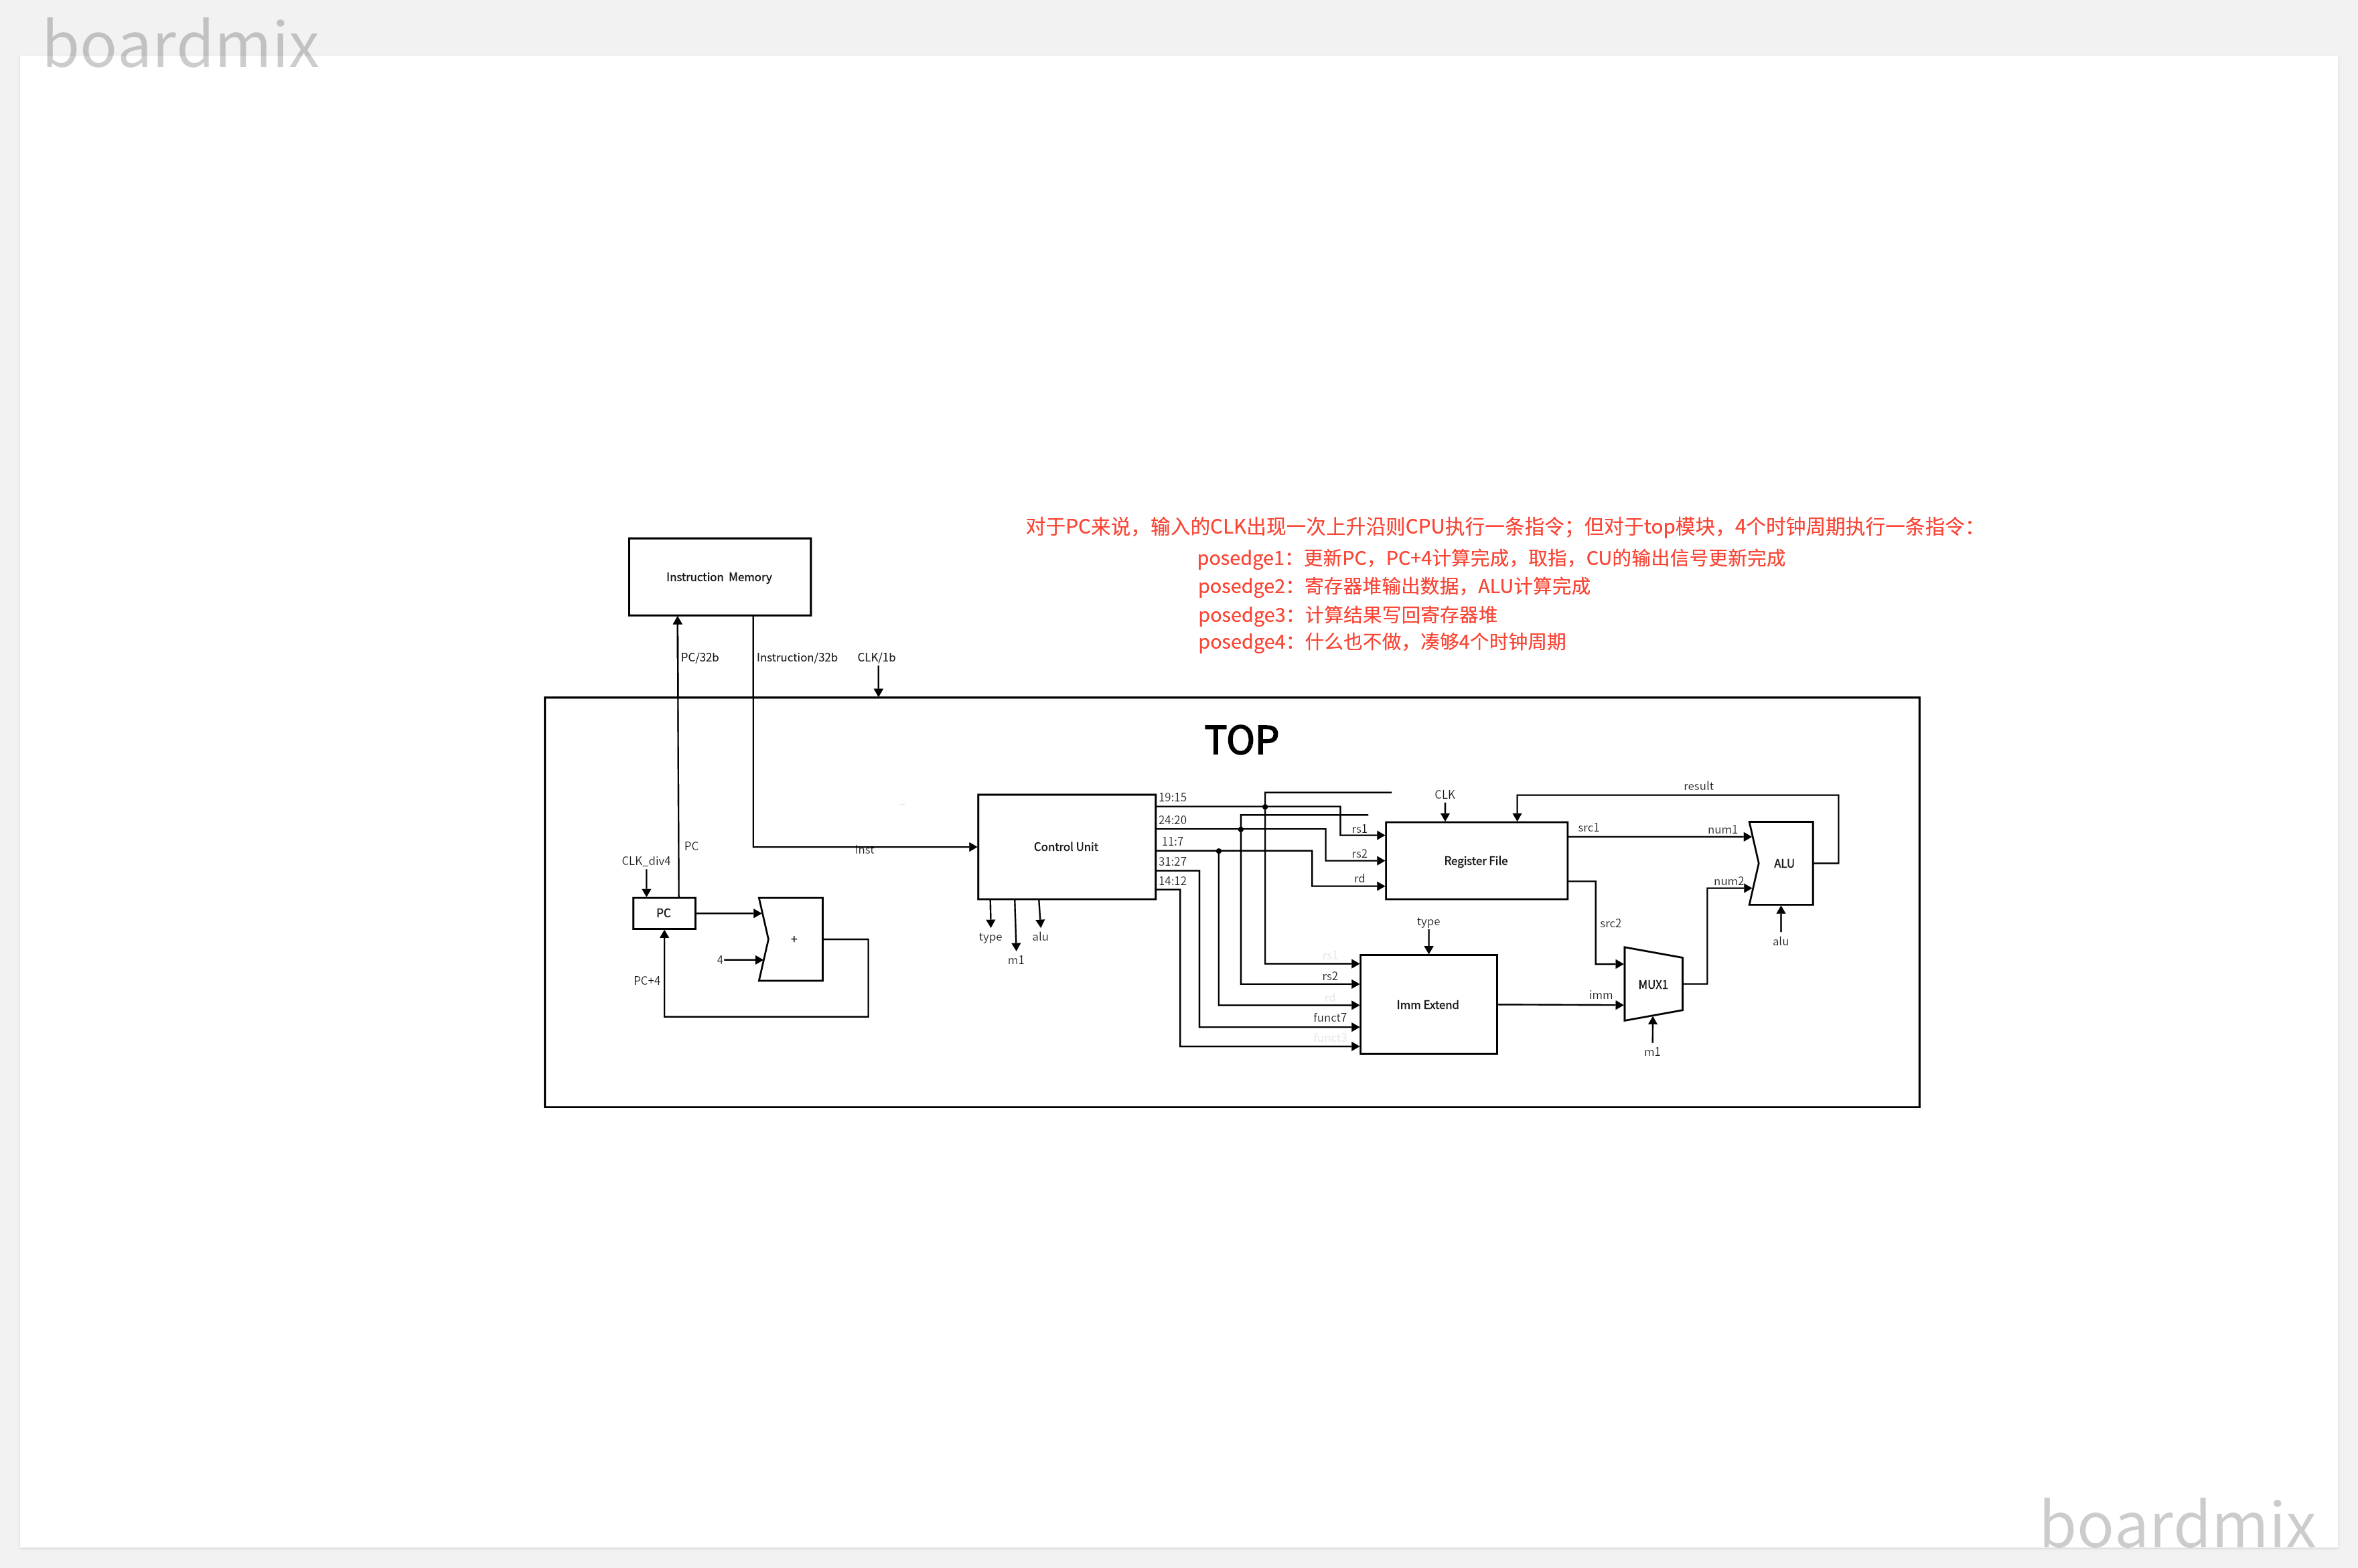 boardmix
对于PC来说，输入的CLK出现一次上升沿则CPU执行一条指令；但对于top模块，4个时钟周期执行一条指令：
posedge1：更新PC，PC+4计算完成，取指，CU的输出信号更新完成
posedge2：寄存器堆输出数据，ALU计算完成
posedge3：计算结果写回寄存器堆
posedge4：什么也不做，凑够4个时钟周期
Instruction Memory
PC/32b
Instruction/32b
CLK/1b
TOP
PC
CLK_div4
PC
+
4
PC+4
Inst
Control Unit
type
m1
alu
19:15
24:20
11:7
31:27
14:12
rs1
rs2
rd
CLK
Register File
result
src1
num1
ALU
num2
alu
src2
type
rs1
rs2
rd
funct7
funct3
Imm Extend
imm
MUX1
m1
boardmix